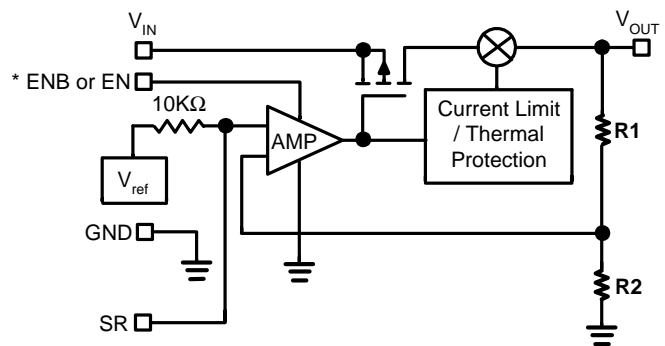 V_IN
V_OUT
* ENB or EN
10KΩ
AMP
Current Limit
/ Thermal
Protection
R1
V_ref
GND
R2
SR